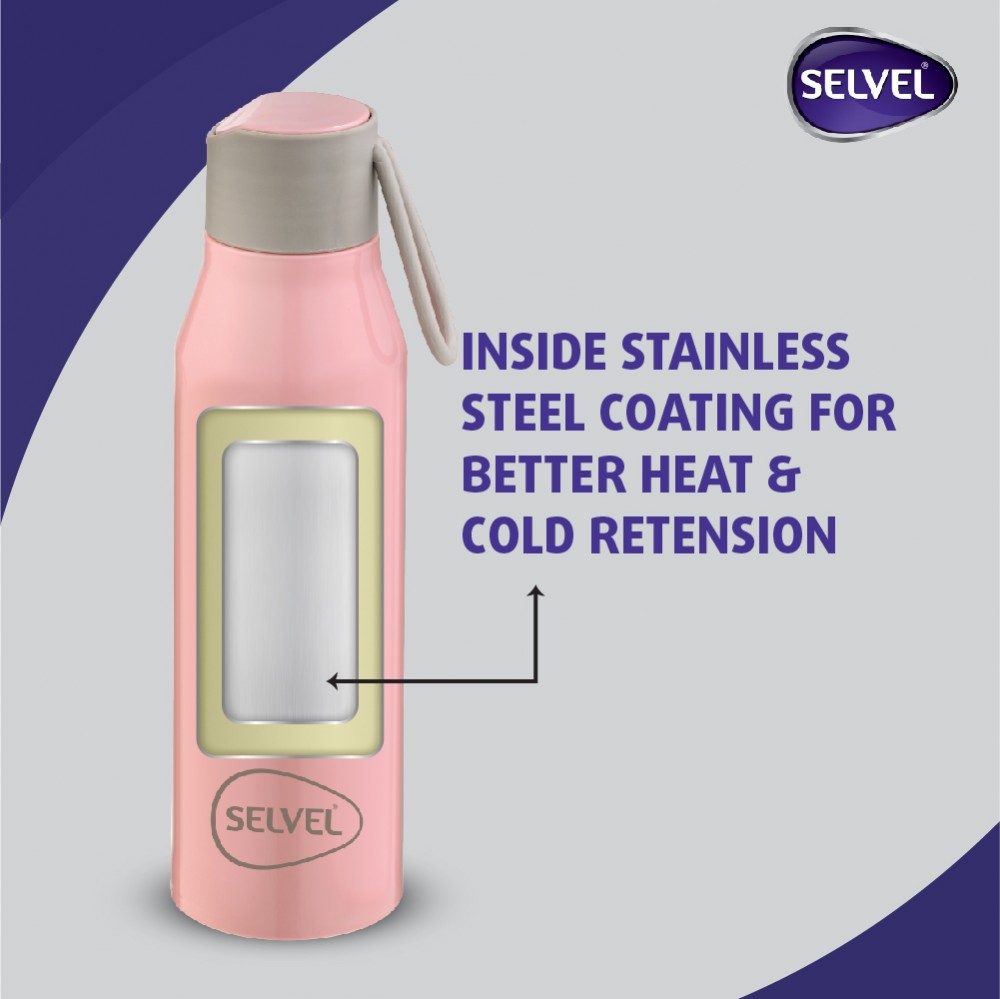 SELVEL®
INSIDE STAINLESS
STEEL COATING FOR
BETTER HEAT &
COLD RETENSION
SELVEL®